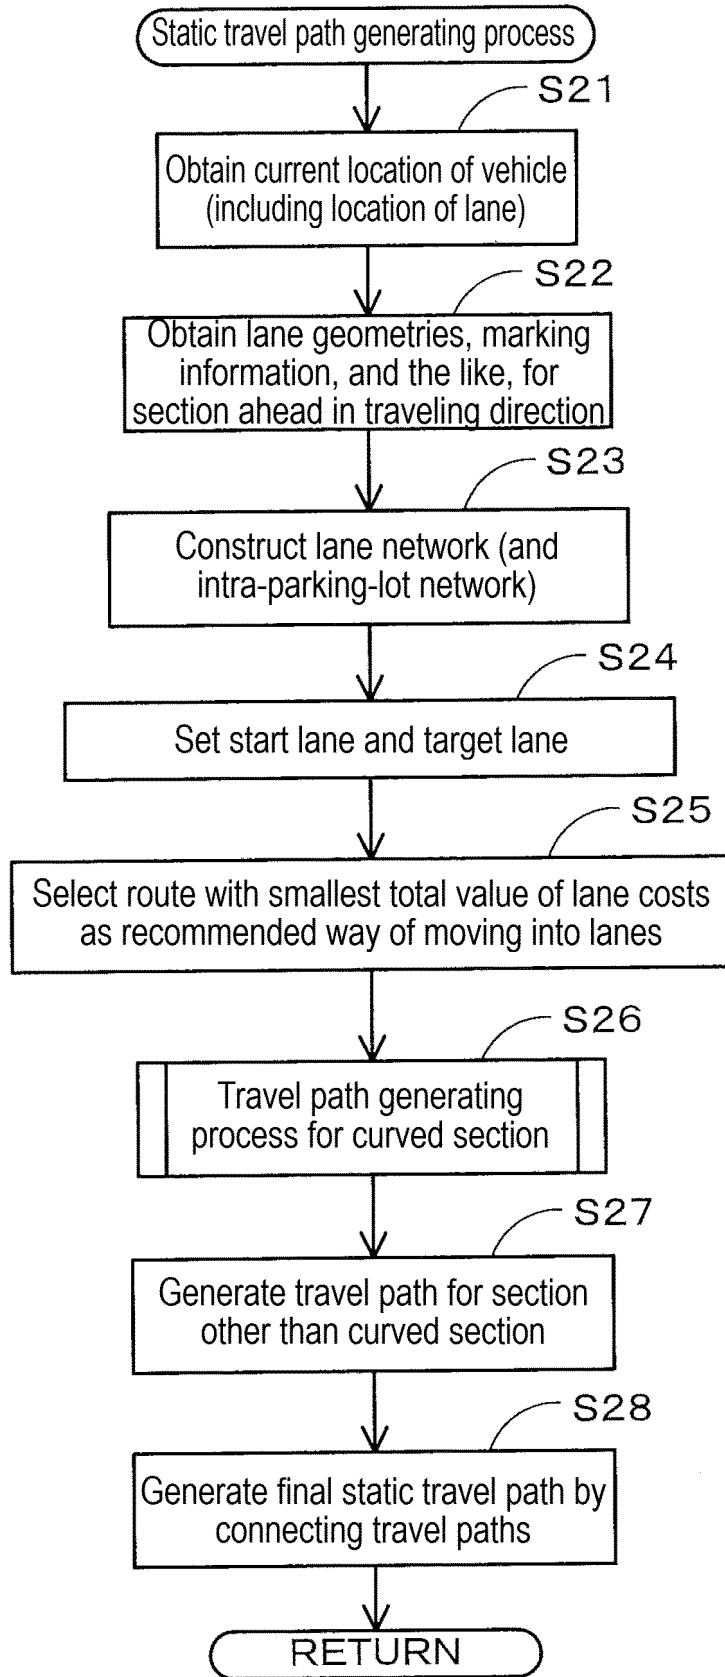 Static travel path generating process
S21
Obtain current location of vehicle
(including location of lane)
S22
Obtain lane geometries, marking
information, and the like, for
section ahead in traveling direction
S23
Construct lane network (and
intra-parking-lot network)
S24
Set start lane and target lane
S25
Select route with smallest total value of lane costs
as recommended way of moving into lanes
S26
Travel path generating
process for curved section
S27
Generate travel path for section
other than curved section
S28
Generate final static travel path by
connecting travel paths
RETURN